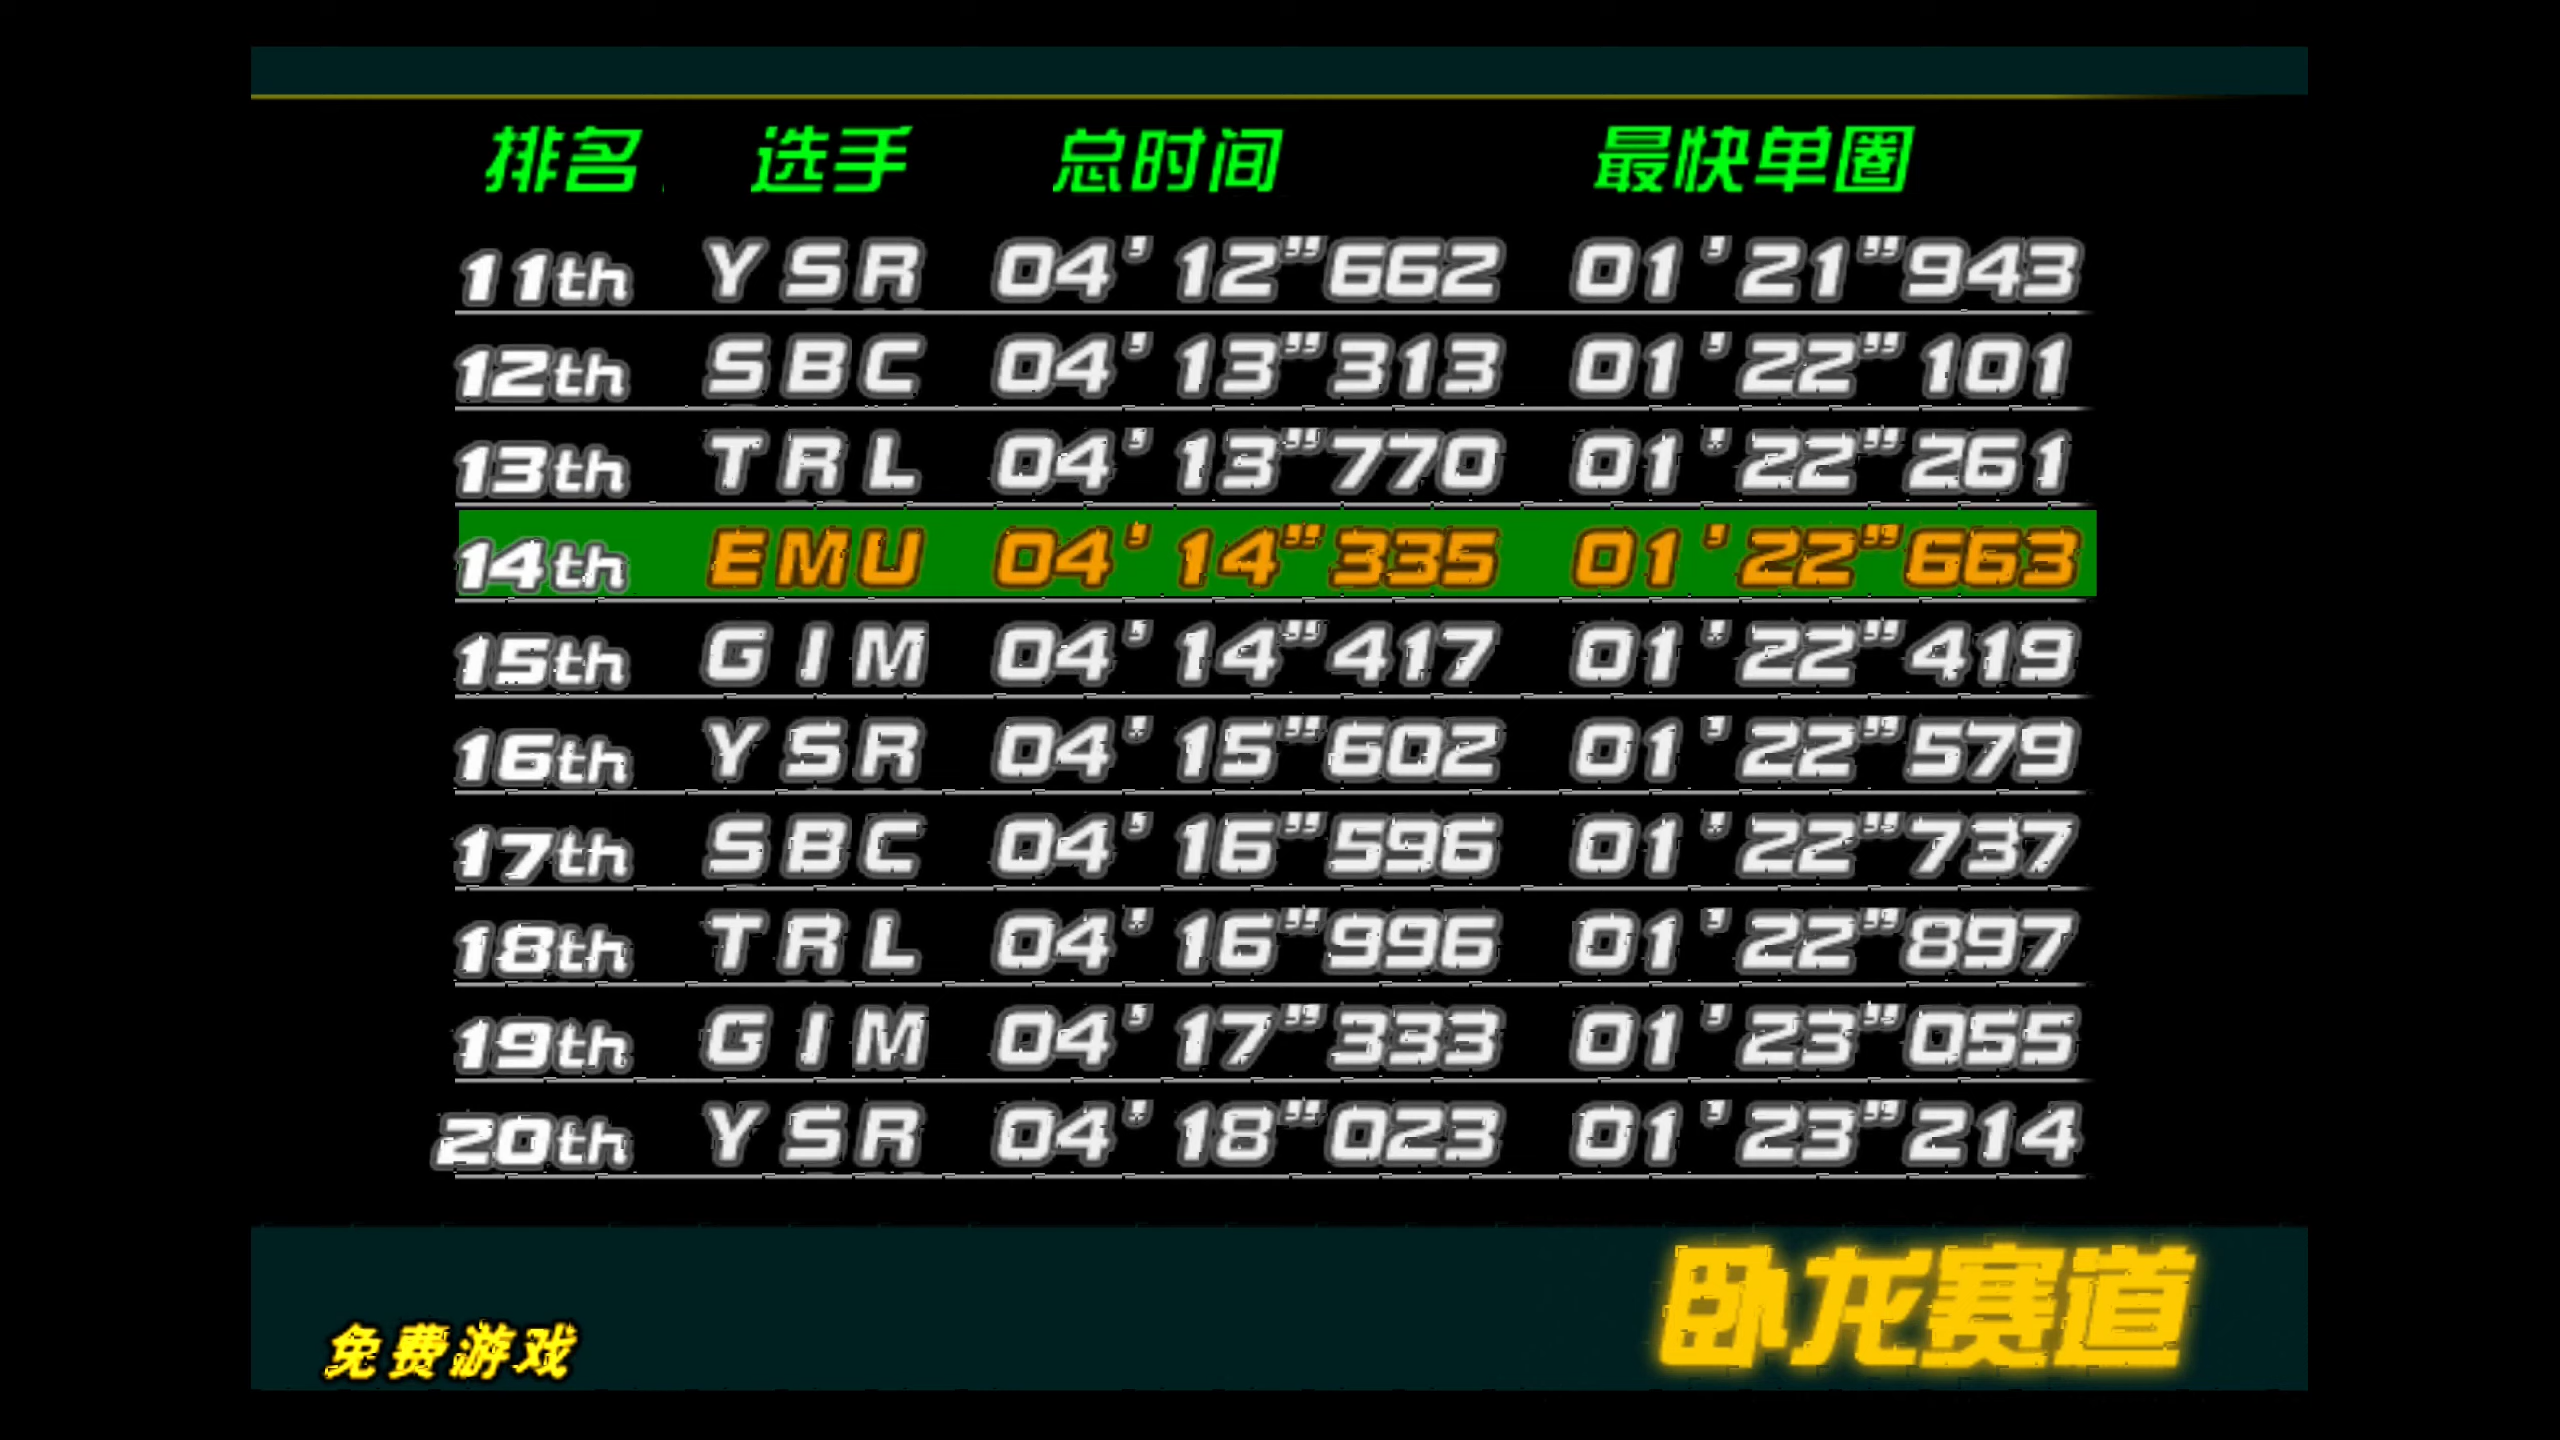 排名 选手 总时间 最快单圈
11th YSR 04'12"662 01'21"943
12th SBC 04'13"313 01'22"101
13th TRL 04'13"770 01'22"261
14th EMU 04'14"335 01'22"663
15th GIM 04'14"417 01'22"419
16th YSR 04'15"602 01'22"579
17th SBC 04'16"596 01'22"737
18th TRL 04'16"996 01'22"897
19th GIM 04'17"333 01'23"055
20th YSR 04'18"023 01'23"214
卧龙赛道
免费游戏